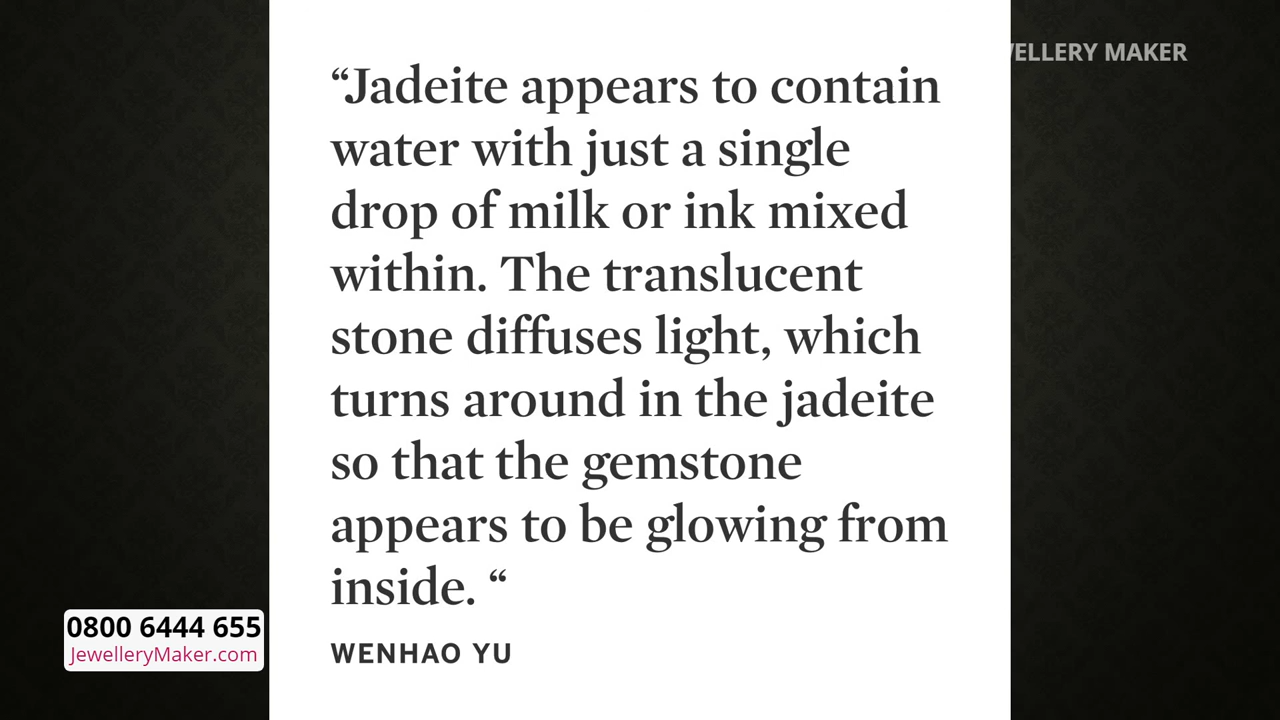 VELLERY MAKER
“Jadeite appears to contain
water with just a single
drop of milk or ink mixed
within. The translucent
stone diffuses light, which
turns around in the jadeite
so that the gemstone
appears to be glowing from
inside. “
WENHAO YU
0800 6444 655
JewelleryMaker.com